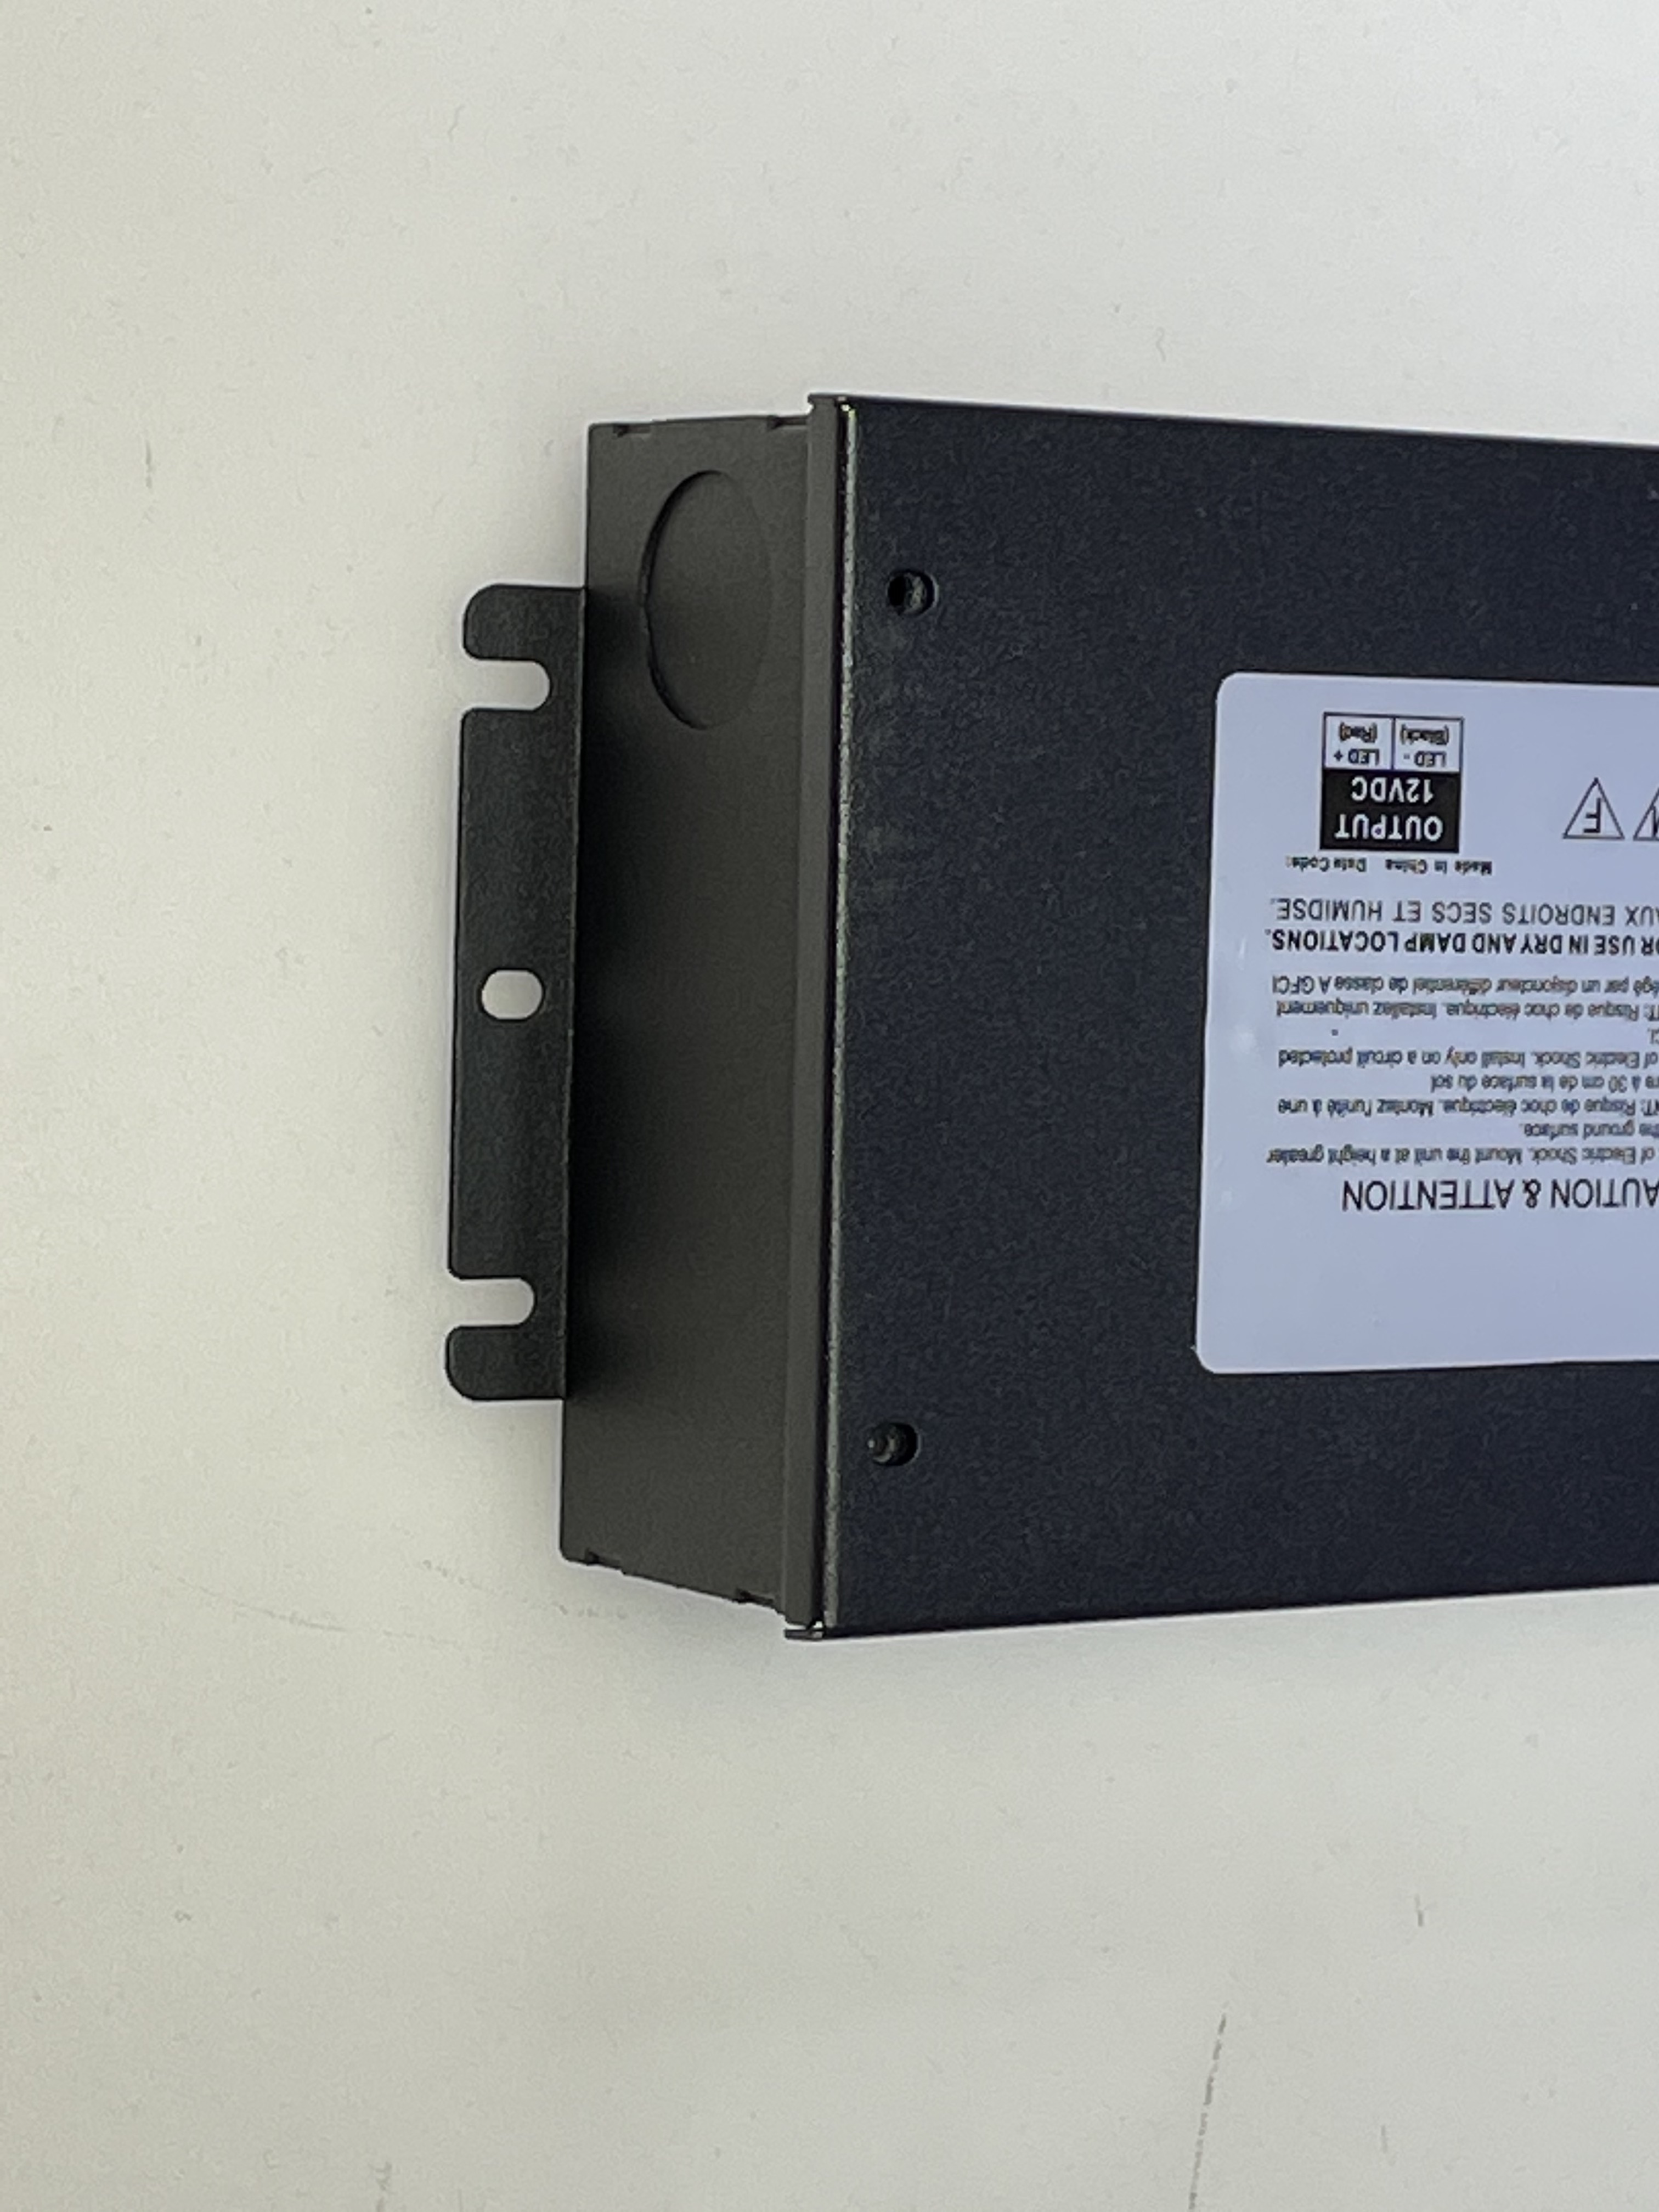 AUTION & ATTENTION
of Electric Shock. Mount the unit at a height greater
the ground surface.
T: Risque de choc électrique. Montez l'unité à une
re à 30 cm de la surface du sol
of Electric Shock. Install only on a circuit protected
CI.
T: Risque de choc électrique. Installez uniquement
égé par un disjoncteur différentiel de classe A GFCI
OR USE IN DRY AND DAMP LOCATIONS.
AUX ENDROITS SECS ET HUMIDSE.
Made in China Date Code:
OUTPUT
12VDC
LED - LED +
(Black) (Red)
F